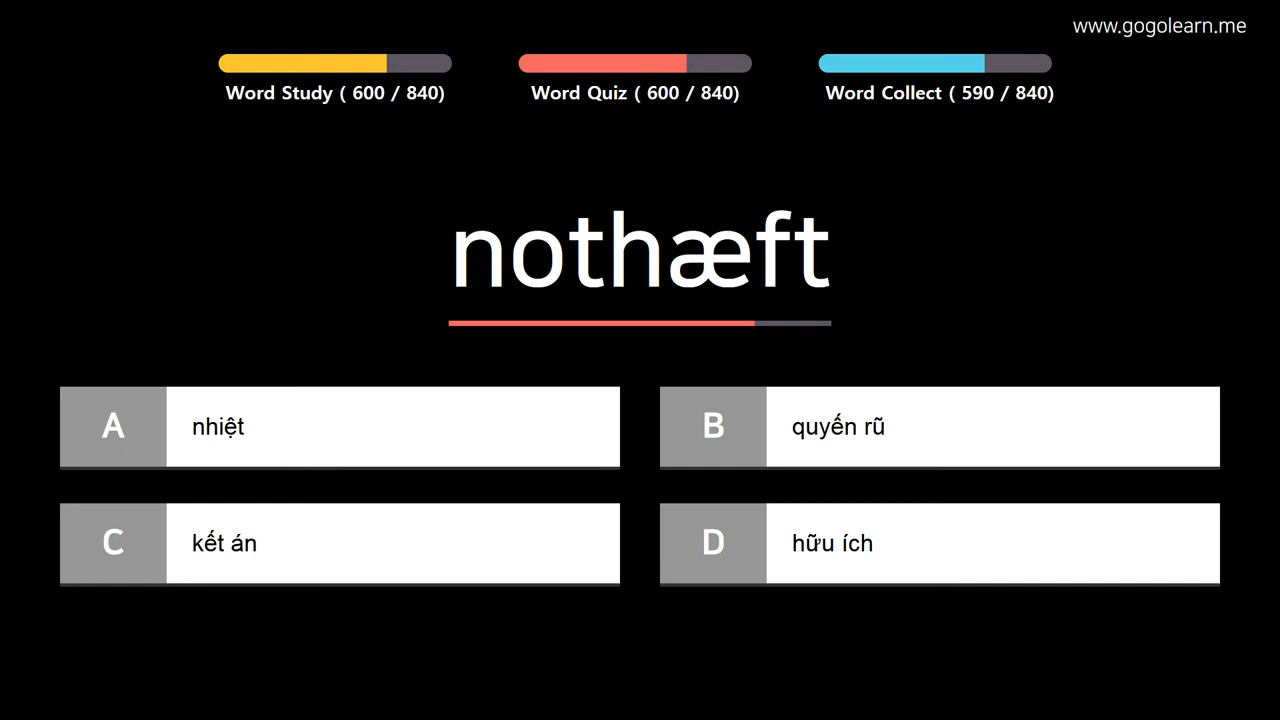 www.gogolearn.me
Word Study ( 600 / 840)
Word Quiz ( 600 / 840)
Word Collect ( 590 / 840)
nothæft
A nhiệt
B quyến rũ
C kết án
D hữu ích